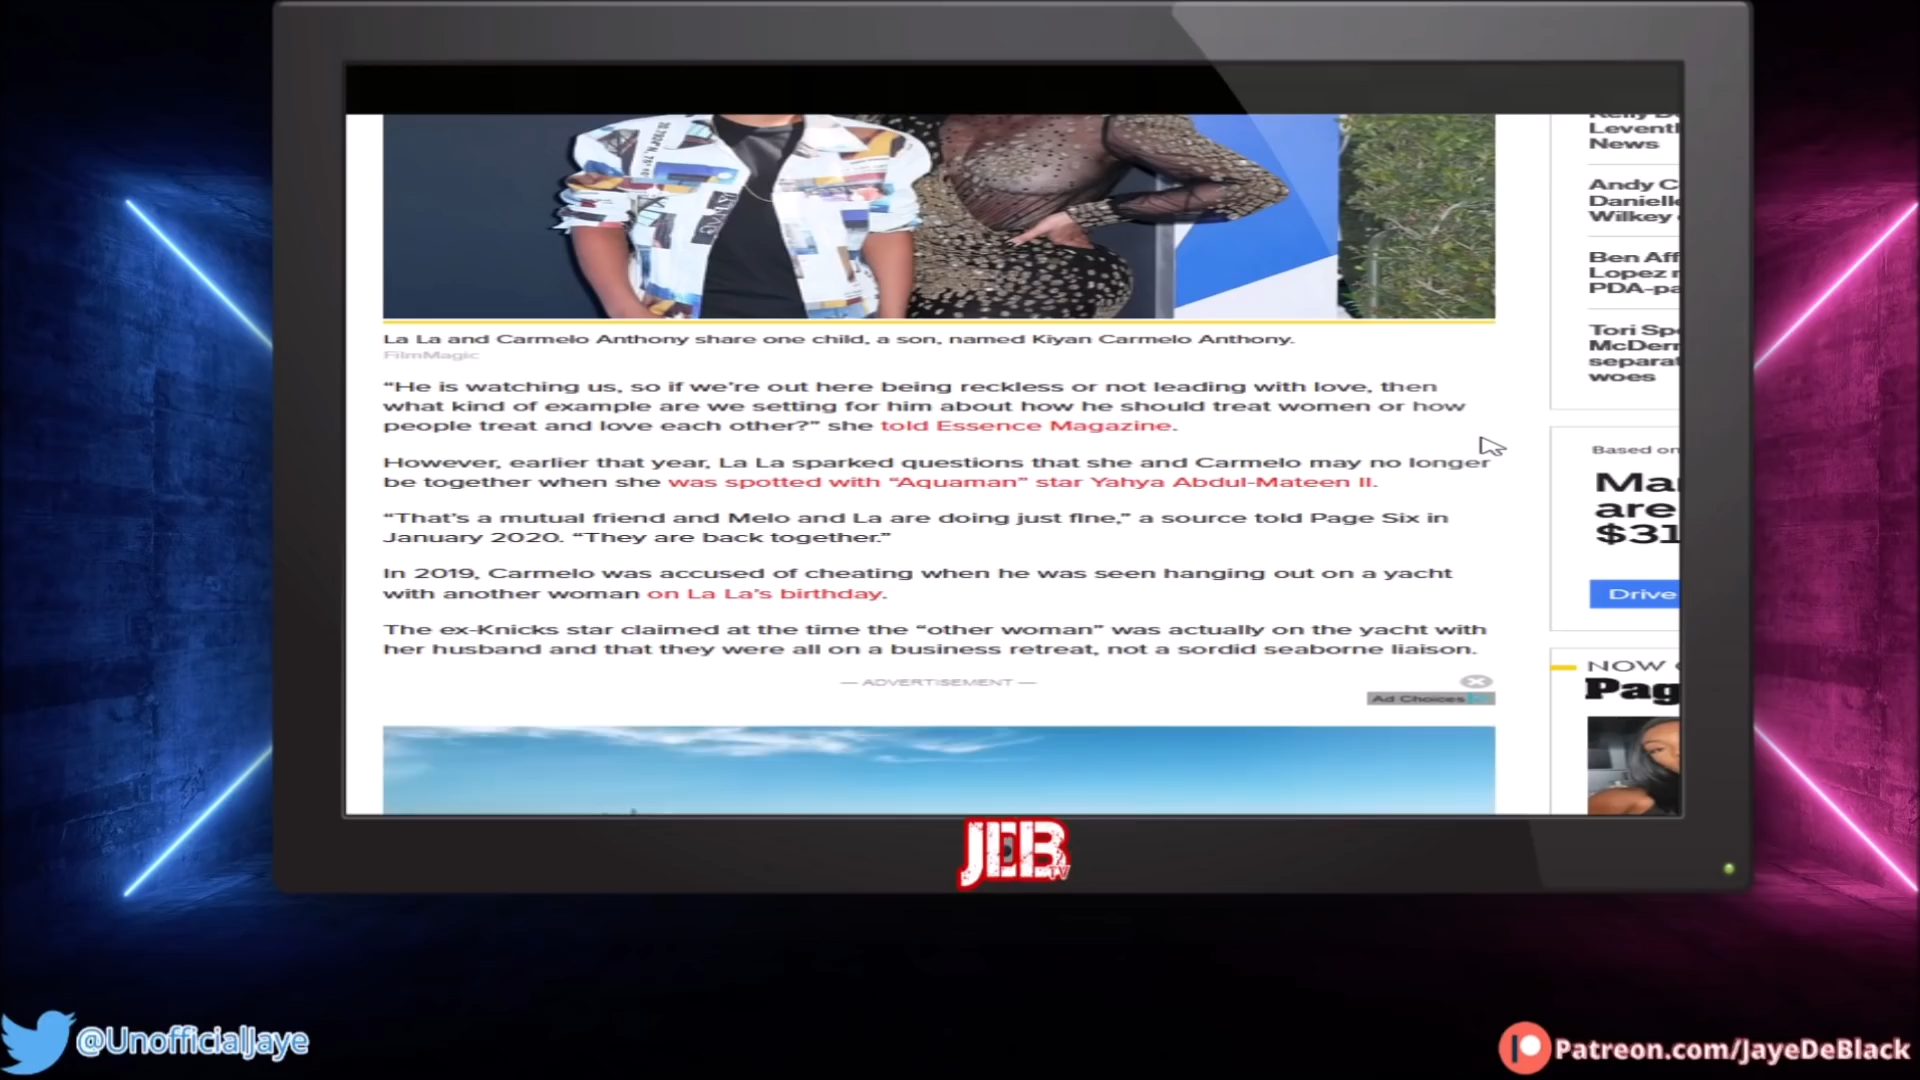 La La and Carmelo Anthony share one child, a son, named Kiyan Carmelo Anthony.
FilmMagic
“He is watching us, so if we’re out here being reckless or not leading with love, then
what kind of example are we setting for him about how he should treat women or how
people treat and love each other?” she told Essence Magazine.
However, earlier that year, La La sparked questions that she and Carmelo may no longer
be together when she was spotted with “Aquaman” star Yahya Abdul-Mateen II.
“That’s a mutual friend and Melo and La are doing just fine,” a source told Page Six in
January 2020. “They are back together.”
In 2019, Carmelo was accused of cheating when he was seen hanging out on a yacht
with another woman on La La’s birthday.
The ex-Knicks star claimed at the time the “other woman” was actually on the yacht with
her husband and that they were all on a business retreat, not a sordid seaborne liaison.
— ADVERTISEMENT —
Ad Choices
Levent
News
Andy C
Daniell
Wilkey
Ben Aff
Lopez
PDA-pa
Tori Sp
McDer
separa
woes
Based on
Ma
are
$31
Drive
NOW
Pag
JEB
TV
@UnofficialJaye
Patreon.com/JayeDeBlack